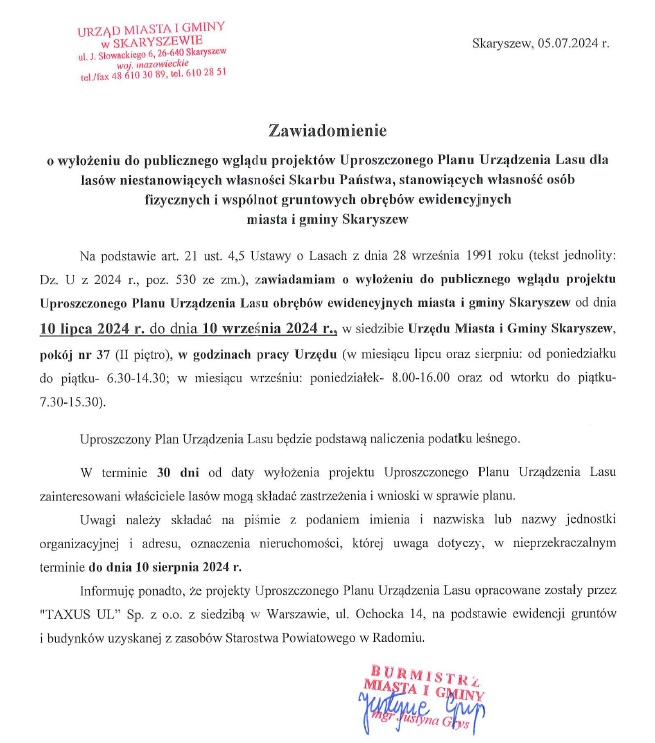 URZĄD MIASTA I GMINY
w SKARYSZEWIE
ul. J. Słowackiego 6, 26-640 Skaryszew
woj. mazowieckie
tel./fax 48 610 30 89, tel. 610 28 51
Skaryszew, 05.07.2024 r.
Zawiadomienie
o wyłożeniu do publicznego wglądu projektów Uproszczonego Planu Urządzenia Lasu dla
lasów niestanowiących własności Skarbu Państwa, stanowiących własność osób
fizycznych i wspólnot gruntowych obrębów ewidencyjnych
miasta i gminy Skaryszew
Na podstawie art. 21 ust. 4,5 Ustawy o Lasach z dnia 28 września 1991 roku (tekst jednolity:
Dz. U z 2024 r., poz. 530 ze zm.), zawiadamiam o wyłożeniu do publicznego wglądu projektu
Uproszczonego Planu Urządzenia Lasu obrębów ewidencyjnych miasta i gminy Skaryszew od dnia
10 lipca 2024 r. do dnia 10 września 2024 r., w siedzibie Urzędu Miasta i Gminy Skaryszew,
pokój nr 37 (II piętro), w godzinach pracy Urzędu (w miesiącu lipcu oraz sierpniu: od poniedziałku
do piątku- 6.30-14.30; w miesiącu wrześniu: poniedziałek- 8.00-16.00 oraz od wtorku do piątku-
7.30-15.30).
Uproszczony Plan Urządzenia Lasu będzie podstawą naliczenia podatku leśnego.
W terminie 30 dni od daty wyłożenia projektu Uproszczonego Planu Urządzenia Lasu
zainteresowani właściciele lasów mogą składać zastrzeżenia i wnioski w sprawie planu.
Uwagi należy składać na piśmie z podaniem imienia i nazwiska lub nazwy jednostki
organizacyjnej i adresu, oznaczenia nieruchomości, której uwaga dotyczy, w nieprzekraczalnym
terminie do dnia 10 sierpnia 2024 r.
Informuję ponadto, że projekty Uproszczonego Planu Urządzenia Lasu opracowane zostały przez
"TAXUS UL” Sp. z o.o. z siedzibą w Warszawie, ul. Ochocka 14, na podstawie ewidencji gruntów
i budynków uzyskanej z zasobów Starostwa Powiatowego w Radomiu.
BURMISTRZ
MIASTA I GMINY
mgr Justyna Grys